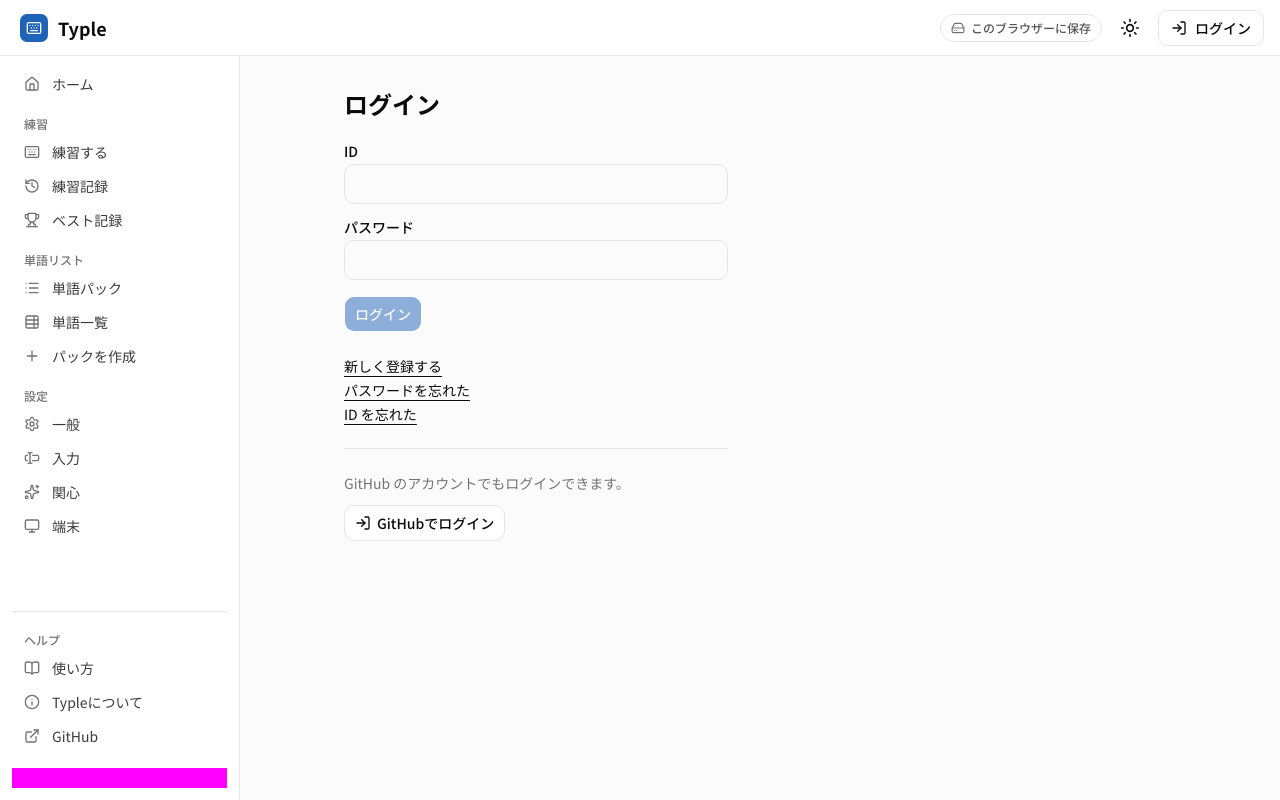 Typle
このブラウザーに保存
ログイン
ホーム
練習
練習する
練習記録
ベスト記録
単語リスト
単語パック
単語一覧
パックを作成
設定
一般
入力
関心
端末
ヘルプ
使い方
Typleについて
GitHub
ログイン
ID
パスワード
ログイン
新しく登録する
パスワードを忘れた
ID を忘れた
GitHub のアカウントでもログインできます。
GitHubでログイン